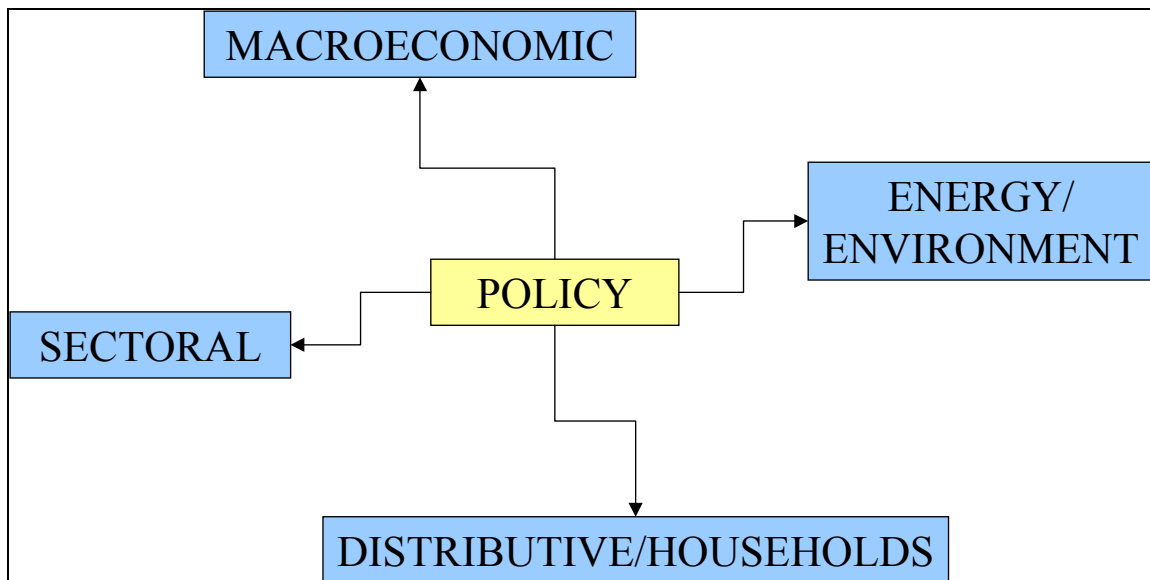 MACROECONOMIC
ENERGY/
ENVIRONMENT
POLICY
SECTORAL
DISTRIBUTIVE/HOUSEHOLDS